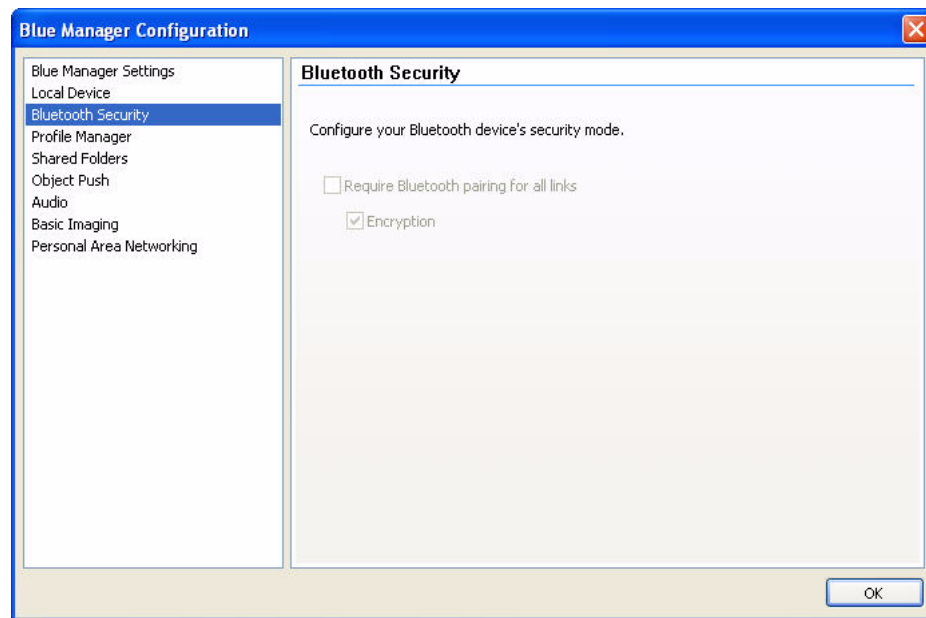 Blue Manager Configuration
Blue Manager Settings
Local Device
Bluetooth Security
Profile Manager
Shared Folders
Object Push
Audio
Basic Imaging
Personal Area Networking
Bluetooth Security
Configure your Bluetooth device's security mode.
Require Bluetooth pairing for all links
Encryption
OK